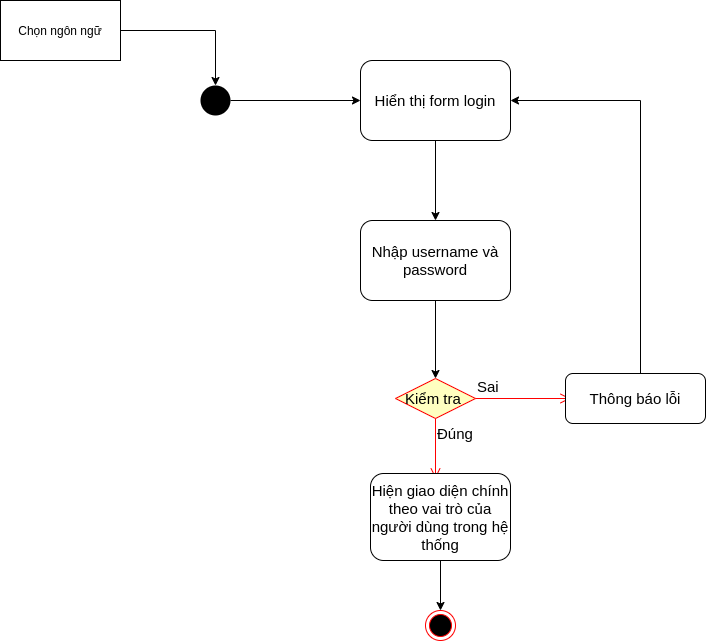 Chọn ngôn ngữ
Hiển thị form login
Nhập username và
password
Kiểm tra
Sai
Thông báo lỗi
Đúng
Hiện giao diện chính
theo vai trò của
người dùng trong hệ
thống